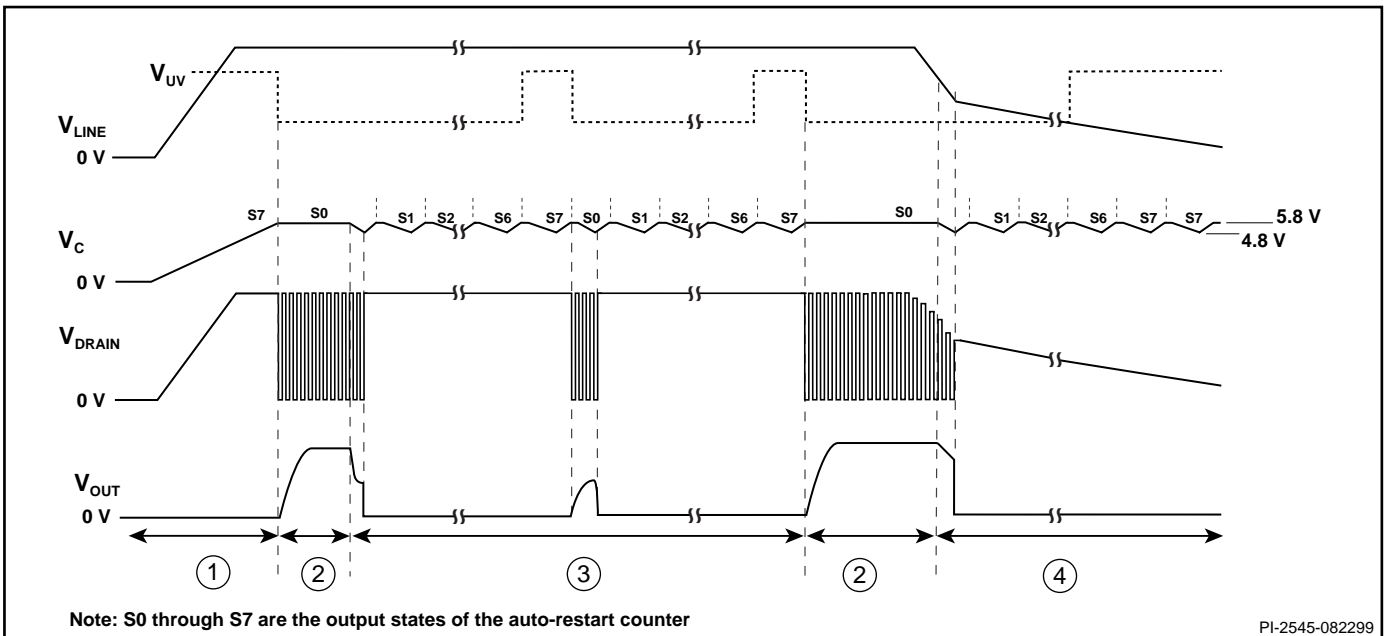 V_UV
V_LINE
0 V
S7 S0 S1 S2 S6 S7 S0 S1 S2 S6 S7 S0 S1 S2 S6 S7 S7
5.8 V
4.8 V
V_C
0 V
V_DRAIN
0 V
V_OUT
0 V
1 2 3 2 4
Note: S0 through S7 are the output states of the auto-restart counter
PI-2545-082299